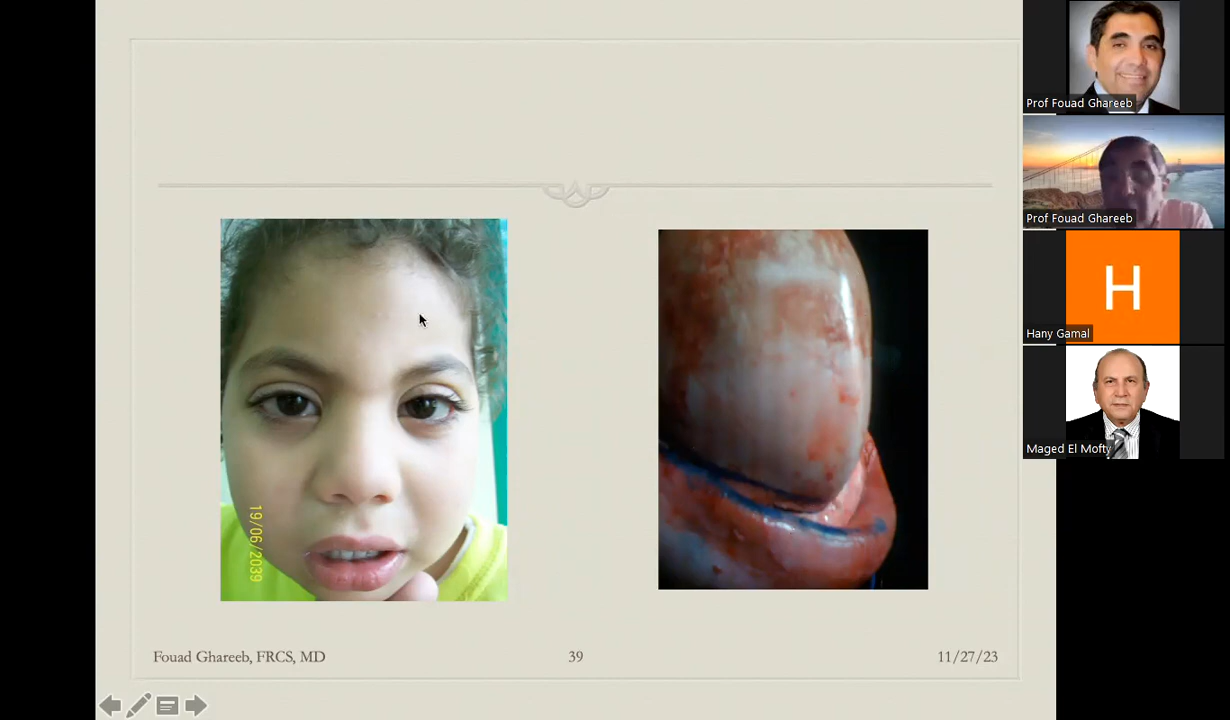 Prof Fouad Ghareeb
Prof Fouad Ghareeb
H
Hany Gamal
Maged El Mofty
19/06/2039
Fouad Ghareeb, FRCS, MD
39
11/27/23